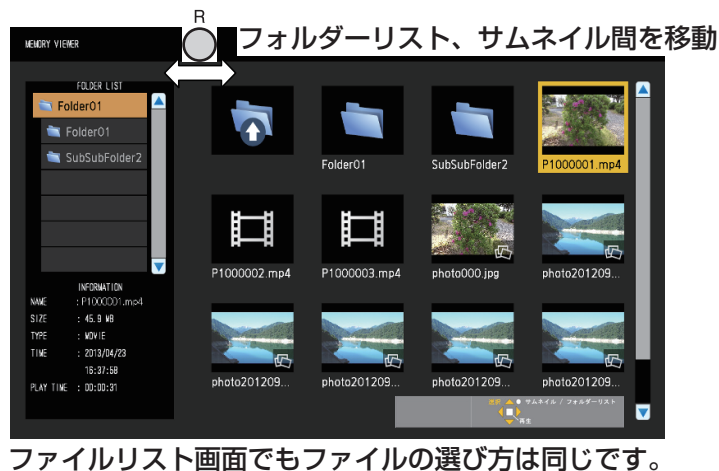 R
フォルダーリスト、サムネイル間を移動
MEMORY VIEWER
FOLDER LIST
Folder01
Folder01
SubSubFolder2
Folder01
SubSubFolder2
P1000001.mp4
P1000002.mp4
P1000003.mp4
photo000.jpg
photo201209...
photo201209...
photo201209...
photo201209...
photo201209...
INFORMATION
NAME : P1000001.mp4
SIZE : 45.9 MB
TYPE : MOVIE
TIME : 2013/04/23
15:37:58
PLAY TIME : 00:00:31
選択 サムネイル / フォルダーリスト
再生
ファイルリスト画面でもファイルの選び方は同じです。